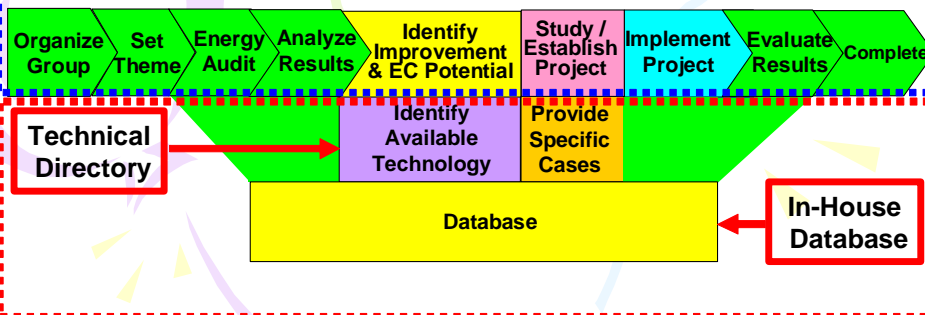 Organize
Group
Set
Theme
Energy
Audit
Analyze
Results
Identify
Improvement
& EC Potential
Study /
Establish
Project
Implement
Project
Evaluate
Results
Complete
Technical
Directory
Identify
Available
Technology
Provide
Specific
Cases
Database
In-House
Database